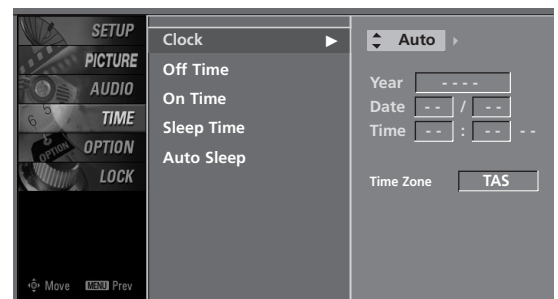 SETUP
PICTURE
AUDIO
TIME
OPTION
LOCK
Move MENU Prev
Clock
Off Time
On Time
Sleep Time
Auto Sleep
Auto
Year - - - -
Date - - / - -
Time - - : - - - -
Time Zone TAS